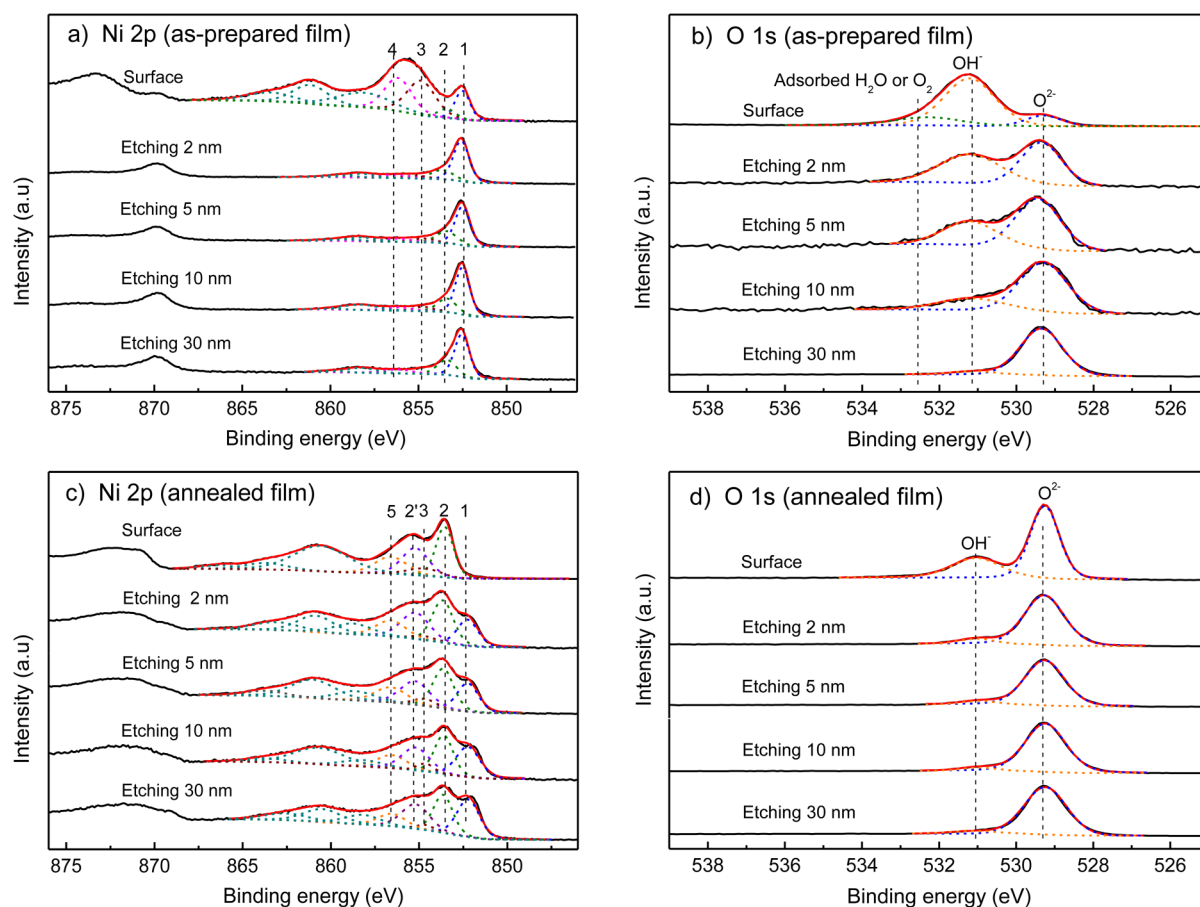 a) Ni 2p (as-prepared film)
4 3 2 1
Surface
Etching 2 nm
Etching 5 nm
Etching 10 nm
Etching 30 nm
Intensity (a.u.)
875 870 865 860 855 850
Binding energy (eV)
b) O 1s (as-prepared film)
OH⁻
Adsorbed H₂O or O₂
O²⁻
Surface
Etching 2 nm
Etching 5 nm
Etching 10 nm
Etching 30 nm
Intensity (a.u.)
538 536 534 532 530 528 526
Binding energy (eV)
c) Ni 2p (annealed film)
5 2' 3 2 1
Surface
Etching 2 nm
Etching 5 nm
Etching 10 nm
Etching 30 nm
Intensity (a.u)
875 870 865 860 855 850
Binding energy (eV)
d) O 1s (annealed film)
O²⁻
OH⁻
Surface
Etching 2 nm
Etching 5 nm
Etching 10 nm
Etching 30 nm
Intensity (a.u.)
538 536 534 532 530 528 526
Binding energy (eV)